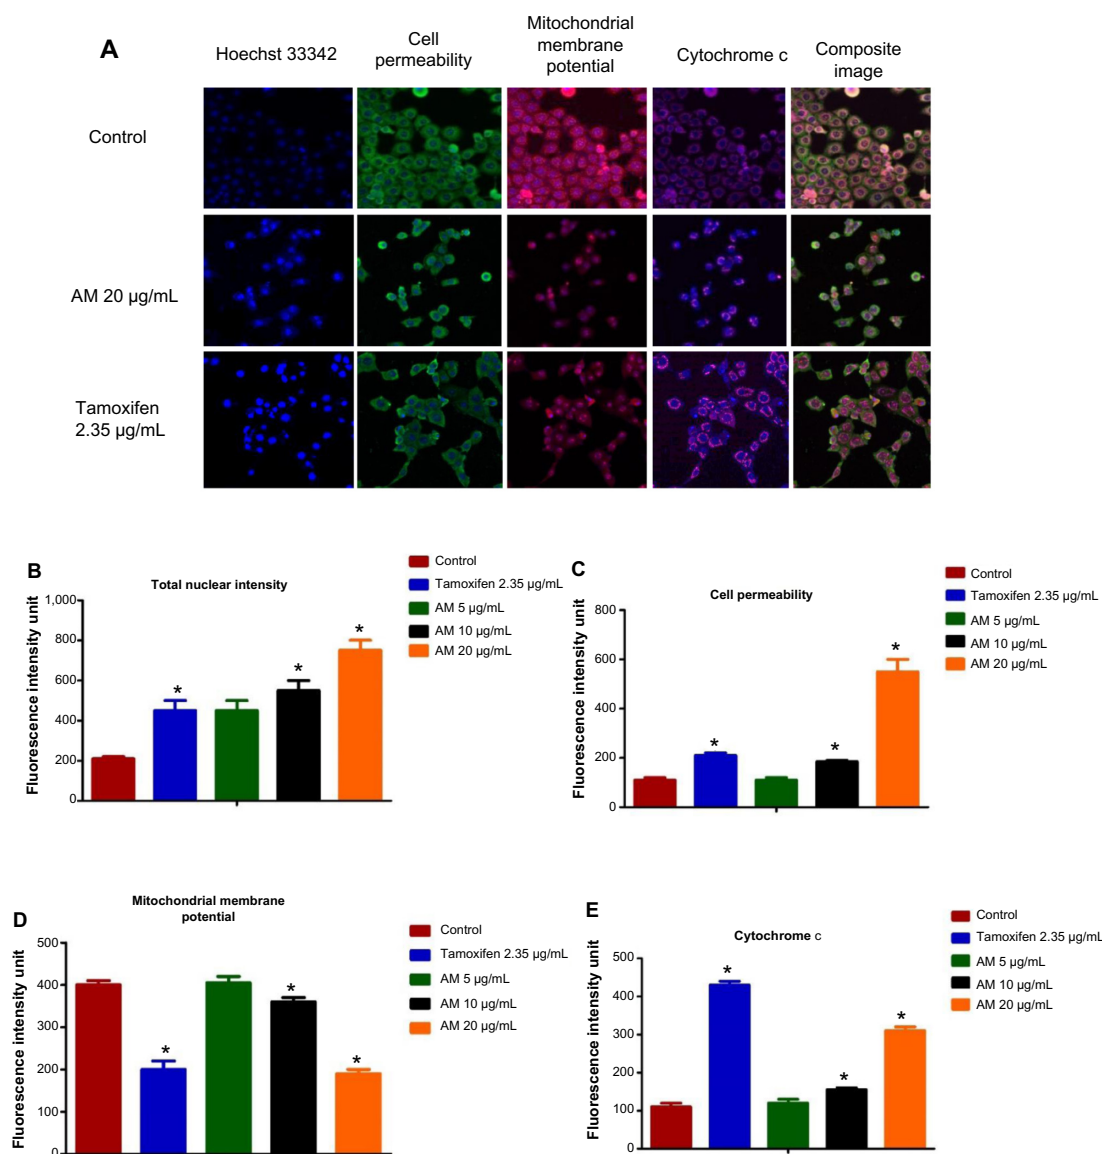 A
Hoechst 33342
Cell
permeability
Mitochondrial
membrane
potential
Cytochrome c
Composite
image
Control
AM 20 µg/mL
Tamoxifen
2.35 µg/mL
B
Total nuclear intensity
Fluorescence intensity unit
1,000
800
600
400
200
0
Control
Tamoxifen 2.35 µg/mL
AM 5 µg/mL
AM 10 µg/mL
AM 20 µg/mL
*
*
*
C
Cell permeability
Fluorescence intensity unit
800
600
400
200
0
Control
Tamoxifen 2.35 µg/mL
AM 5 µg/mL
AM 10 µg/mL
AM 20 µg/mL
*
*
*
D
Mitochondrial membrane
potential
Fluorescence intensity unit
500
400
300
200
100
0
Control
Tamoxifen 2.35 µg/mL
AM 5 µg/mL
AM 10 µg/mL
AM 20 µg/mL
*
*
*
E
Cytochrome c
Fluorescence intensity unit
500
400
300
200
100
0
Control
Tamoxifen 2.35 µg/mL
AM 5 µg/mL
AM 10 µg/mL
AM 20 µg/mL
*
*
*